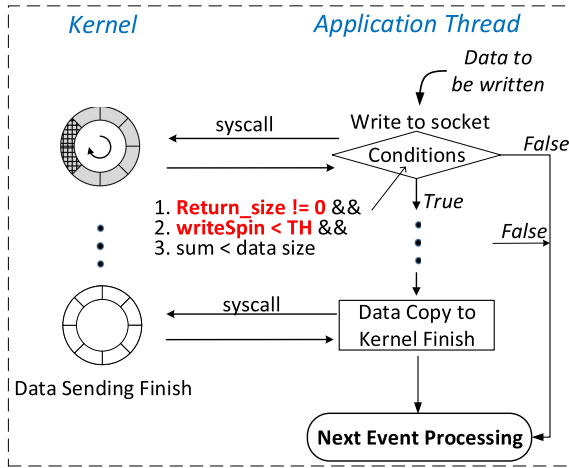 Kernel
Application Thread
Data to
be written
syscall
Write to socket
False
Conditions
True
1. Return_size != 0 &&
2. writeSpin < TH &&
3. sum < data size
False
syscall
Data Copy to
Kernel Finish
Data Sending Finish
Next Event Processing